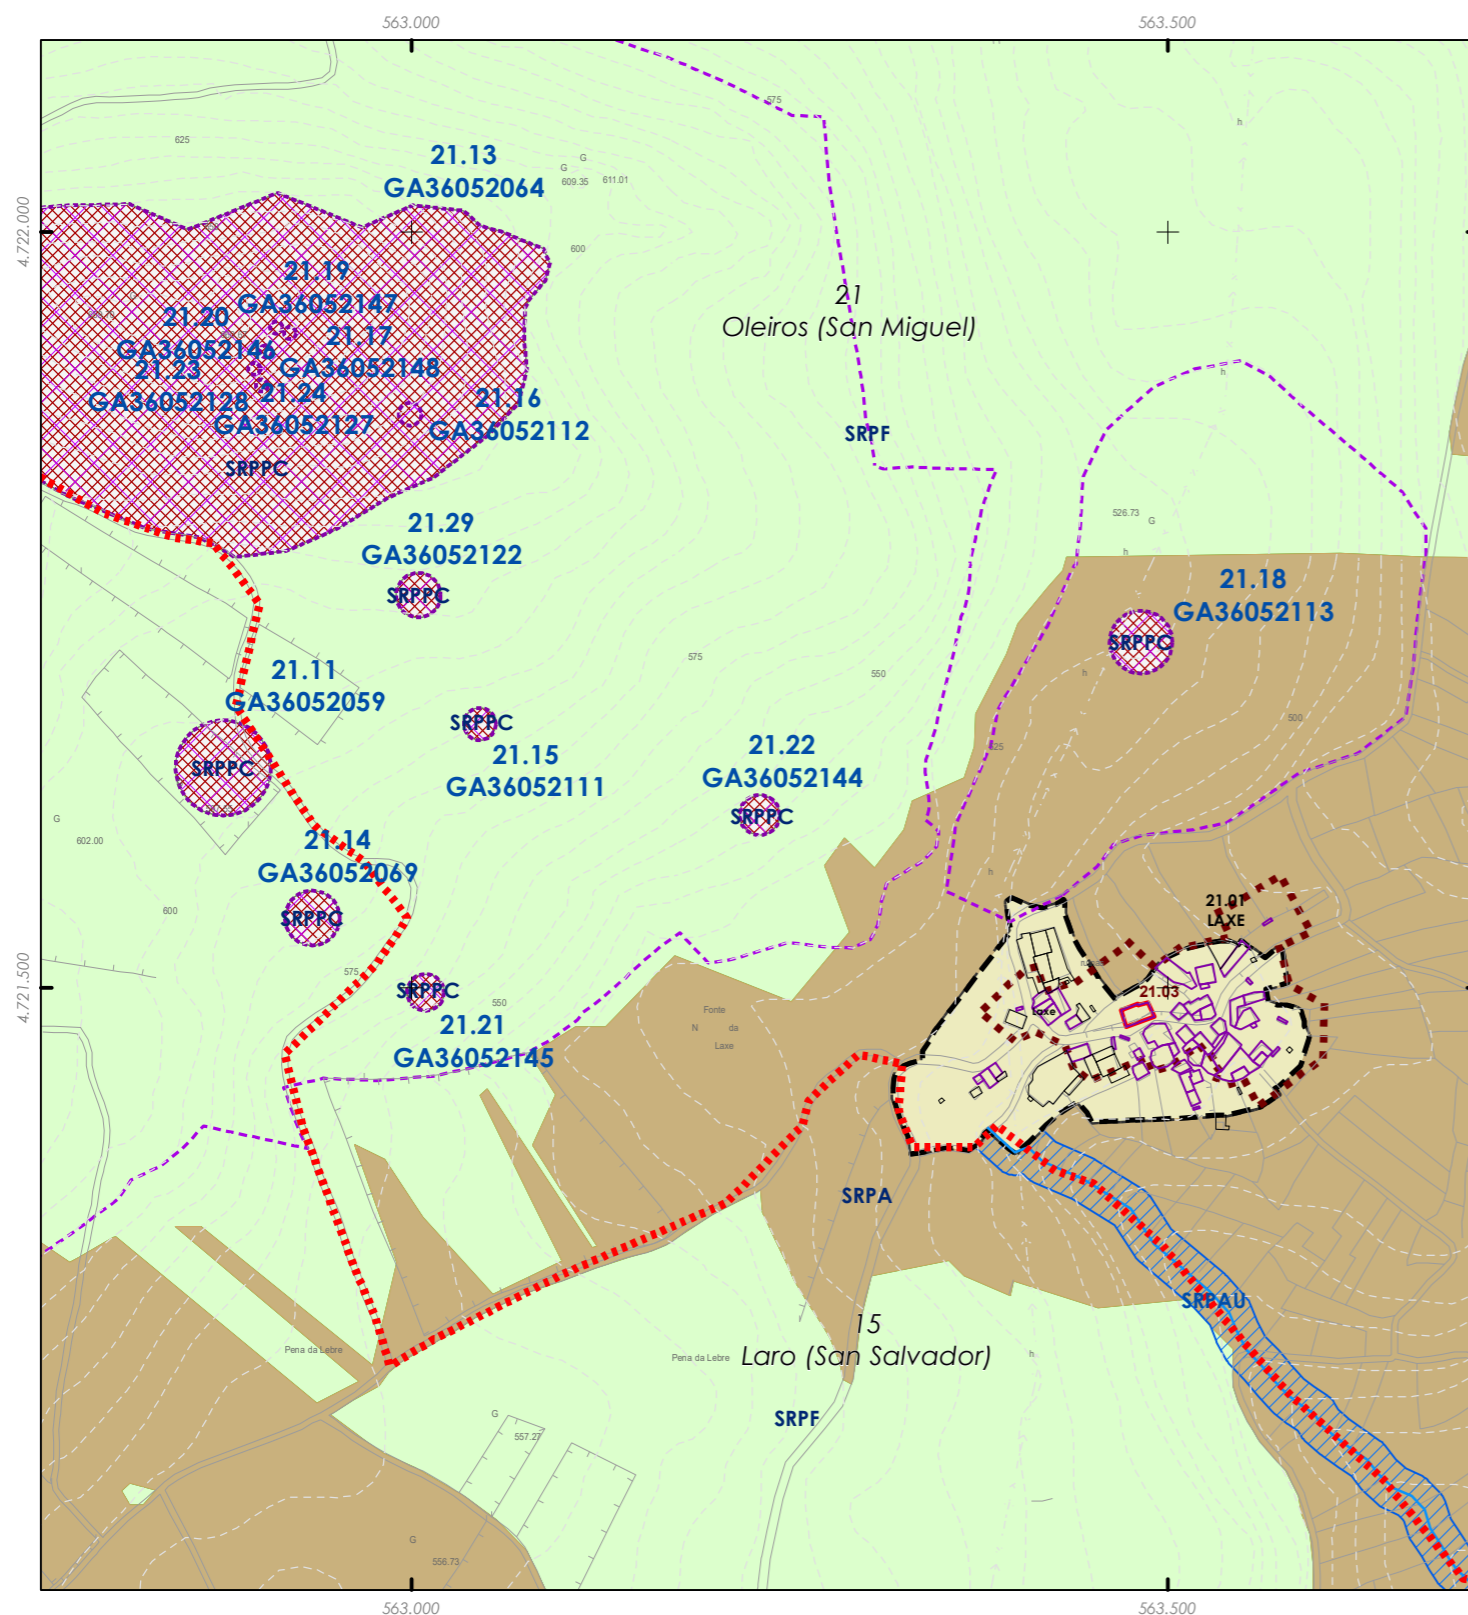 563.000
563.500
575
h
625
G
G
21.13
GA36052064
609.35
611.01
4.722.000
600
21.19
GA36052147
21
Oleiros (San Miguel)
21.20
GA36052146
21.17
GA36052148
21.23
GA36052128
21.24
GA36052127
21.16
GA36052112
h
SRPF
SRPPC
526.73
G
21.29
GA36052122
h
21.18
GA36052113
SRPPC
SRPPC
21.11
GA36052059
575
550
h
500
SRPPC
21.15
GA36052111
525
21.22
GA36052144
SRPPC
SRPPC
G
602.00
21.14
GA36052069
h
600
SRPPC
21.01
LAXE
4.721.500
575
SRPPC
550
21.03
Laxe
Fonte
N da
Laxe
21.21
GA36052145
SRPA
SRPAU
15
Laro (San Salvador)
Pena da Lebre
Pena da Lebre
h
SRPF
G
557.27
G
556.73
563.000
563.500